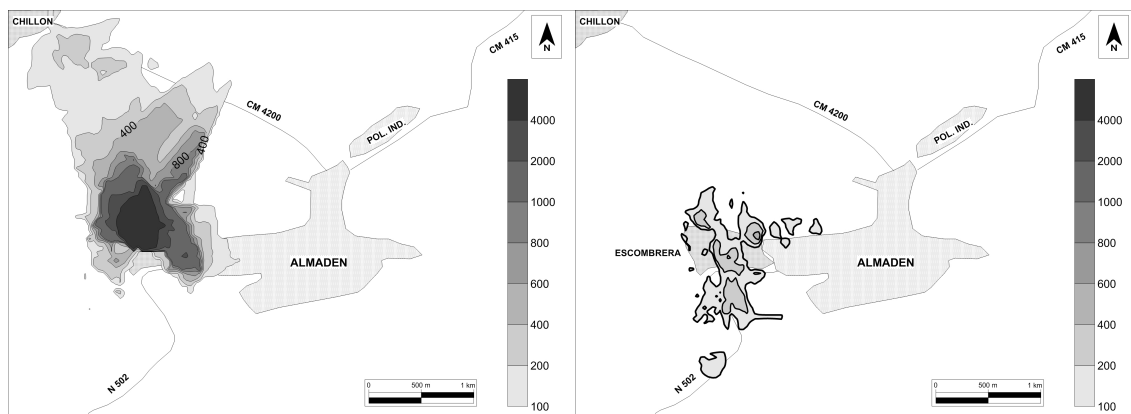 CHILLON
N
CM 415
CM 4200
POL. IND.
400
800
400
ALMADEN
N 502
4000
2000
1000
800
600
400
200
100
0 500 m 1 km
CHILLON
N
CM 415
CM 4200
POL. IND.
ESCOMBRERA
ALMADEN
N 502
4000
2000
1000
800
600
400
200
100
0 500 m 1 km